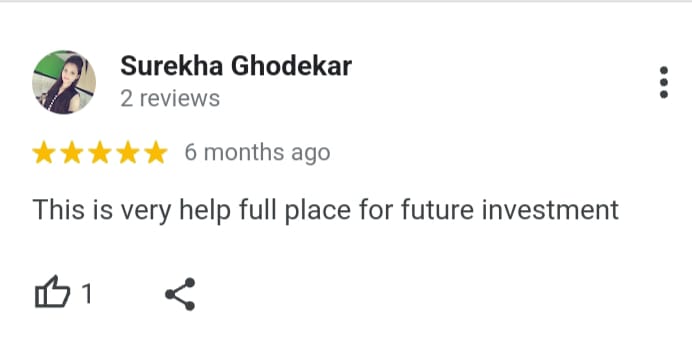 Surekha Ghodekar
2 reviews
6 months ago
This is very help full place for future investment
1